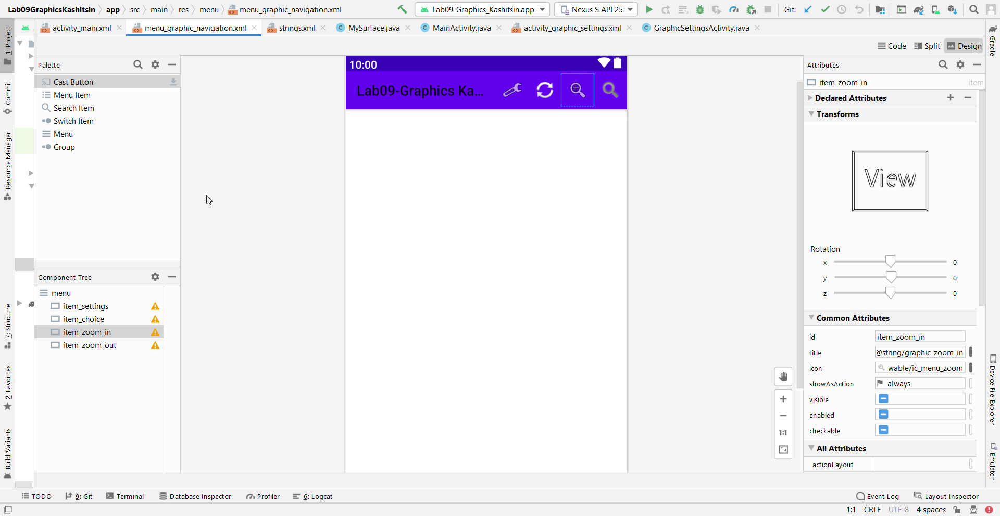 Lab09GraphicsKashitsin app src main res menu menu_graphic_navigation.xml
Lab09-Graphics_Kashitsin.app
Nexus S API 25
Git:
activity_main.xml
menu_graphic_navigation.xml
strings.xml
MySurface.java
MainActivity.java
activity_graphic_settings.xml
GraphicSettingsActivity.java
Code
Split
Design
1: Project
Commit
Resource Manager
7: Structure
2: Favorites
Build Variants
Palette
Cast Button
Menu Item
Search Item
Switch Item
Menu
Group
Component Tree
menu
item_settings
item_choice
item_zoom_in
item_zoom_out
10:00
Lab09-Graphics Ka...
1:1
Attributes
item_zoom_in item
Declared Attributes
Transforms
View
Rotation
x 0
y 0
z 0
Common Attributes
id item_zoom_in
title @string/graphic_zoom_in
icon wable/ic_menu_zoom
showAsAction always
visible
enabled
checkable
All Attributes
actionLayout
Gradle
Device File Explorer
Emulator
TODO
9: Git
Terminal
Database Inspector
Profiler
6: Logcat
Event Log
Layout Inspector
1:1 CRLF UTF-8 4 spaces